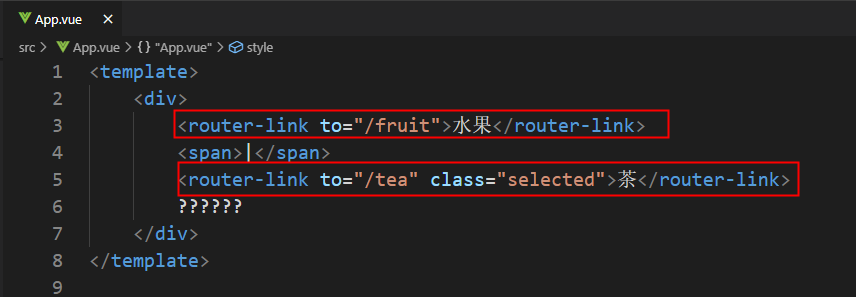 App.vue ×
src > App.vue > {} "App.vue" > style
1 <template>
2 <div>
3 <router-link to="/fruit">水果</router-link>
4 <span>|</span>
5 <router-link to="/tea" class="selected">茶</router-link>
6 ??????
7 </div>
8 </template>
9